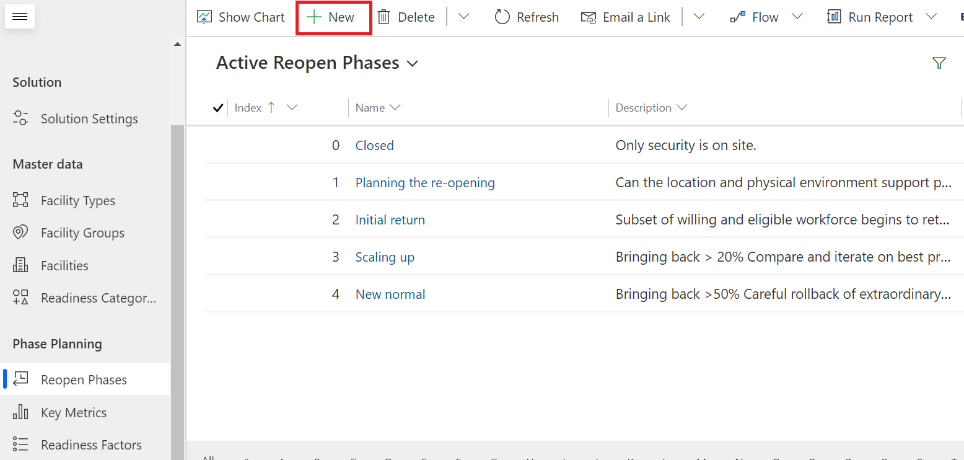 Show Chart New Delete Refresh Email a Link Flow Run Report
Active Reopen Phases
Index Name Description
0 Closed Only security is on site.
1 Planning the re-opening Can the location and physical environment support p...
2 Initial return Subset of willing and eligible workforce begins to ret...
3 Scaling up Bringing back > 20% Compare and iterate on best pr...
4 New normal Bringing back >50% Careful rollback of extraordinary...
Solution
Solution Settings
Master data
Facility Types
Facility Groups
Facilities
Readiness Categor...
Phase Planning
Reopen Phases
Key Metrics
Readiness Factors
All